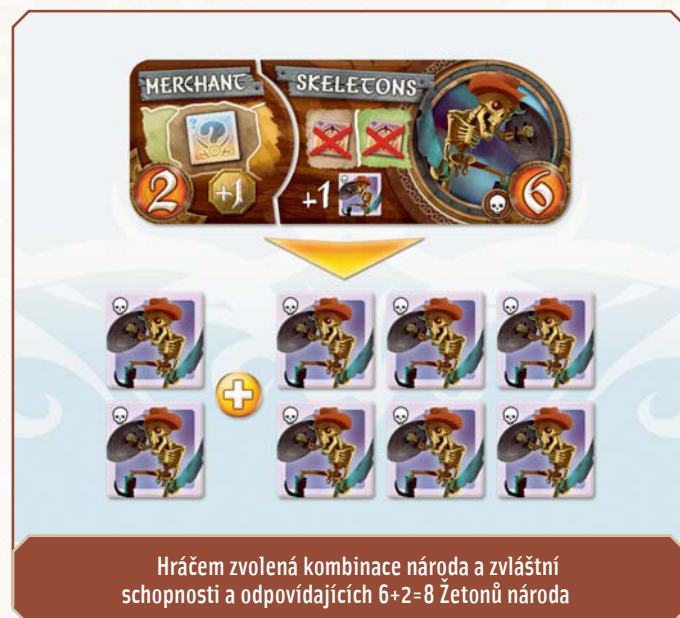 MERCHANT SKELETONS
?
2 +1 +1 6
Hráčem zvolená kombinace národa a zvláštní
schopnosti a odpovídajících 6+2=8 Žetonů národa